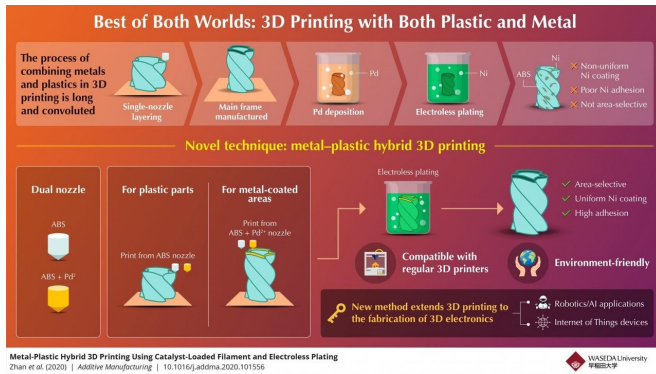 Best of Both Worlds: 3D Printing with Both Plastic and Metal
The process of
combining metals
and plastics in 3D
printing is long
and convoluted
Single-nozzle
layering
Main frame
manufactured
Pd
Pd deposition
Ni
Electroless plating
Ni
ABS
Non-uniform
Ni coating
Poor Ni adhesion
Not area-selective
Novel technique: metal–plastic hybrid 3D printing
Dual nozzle
ABS
ABS + Pd²
For plastic parts
Print from ABS nozzle
For metal-coated
areas
Print from
ABS + Pd²⁺ nozzle
Electroless plating
Area-selective
Uniform Ni coating
High adhesion
Compatible with
regular 3D printers
Environment-friendly
New method extends 3D printing to
the fabrication of 3D electronics
Robotics/AI applications
Internet of Things devices
Metal-Plastic Hybrid 3D Printing Using Catalyst-Loaded Filament and Electroless Plating
Zhan et al. (2020) | Additive Manufacturing | 10.1016/j.addma.2020.101556
WASEDA University
早稲田大学